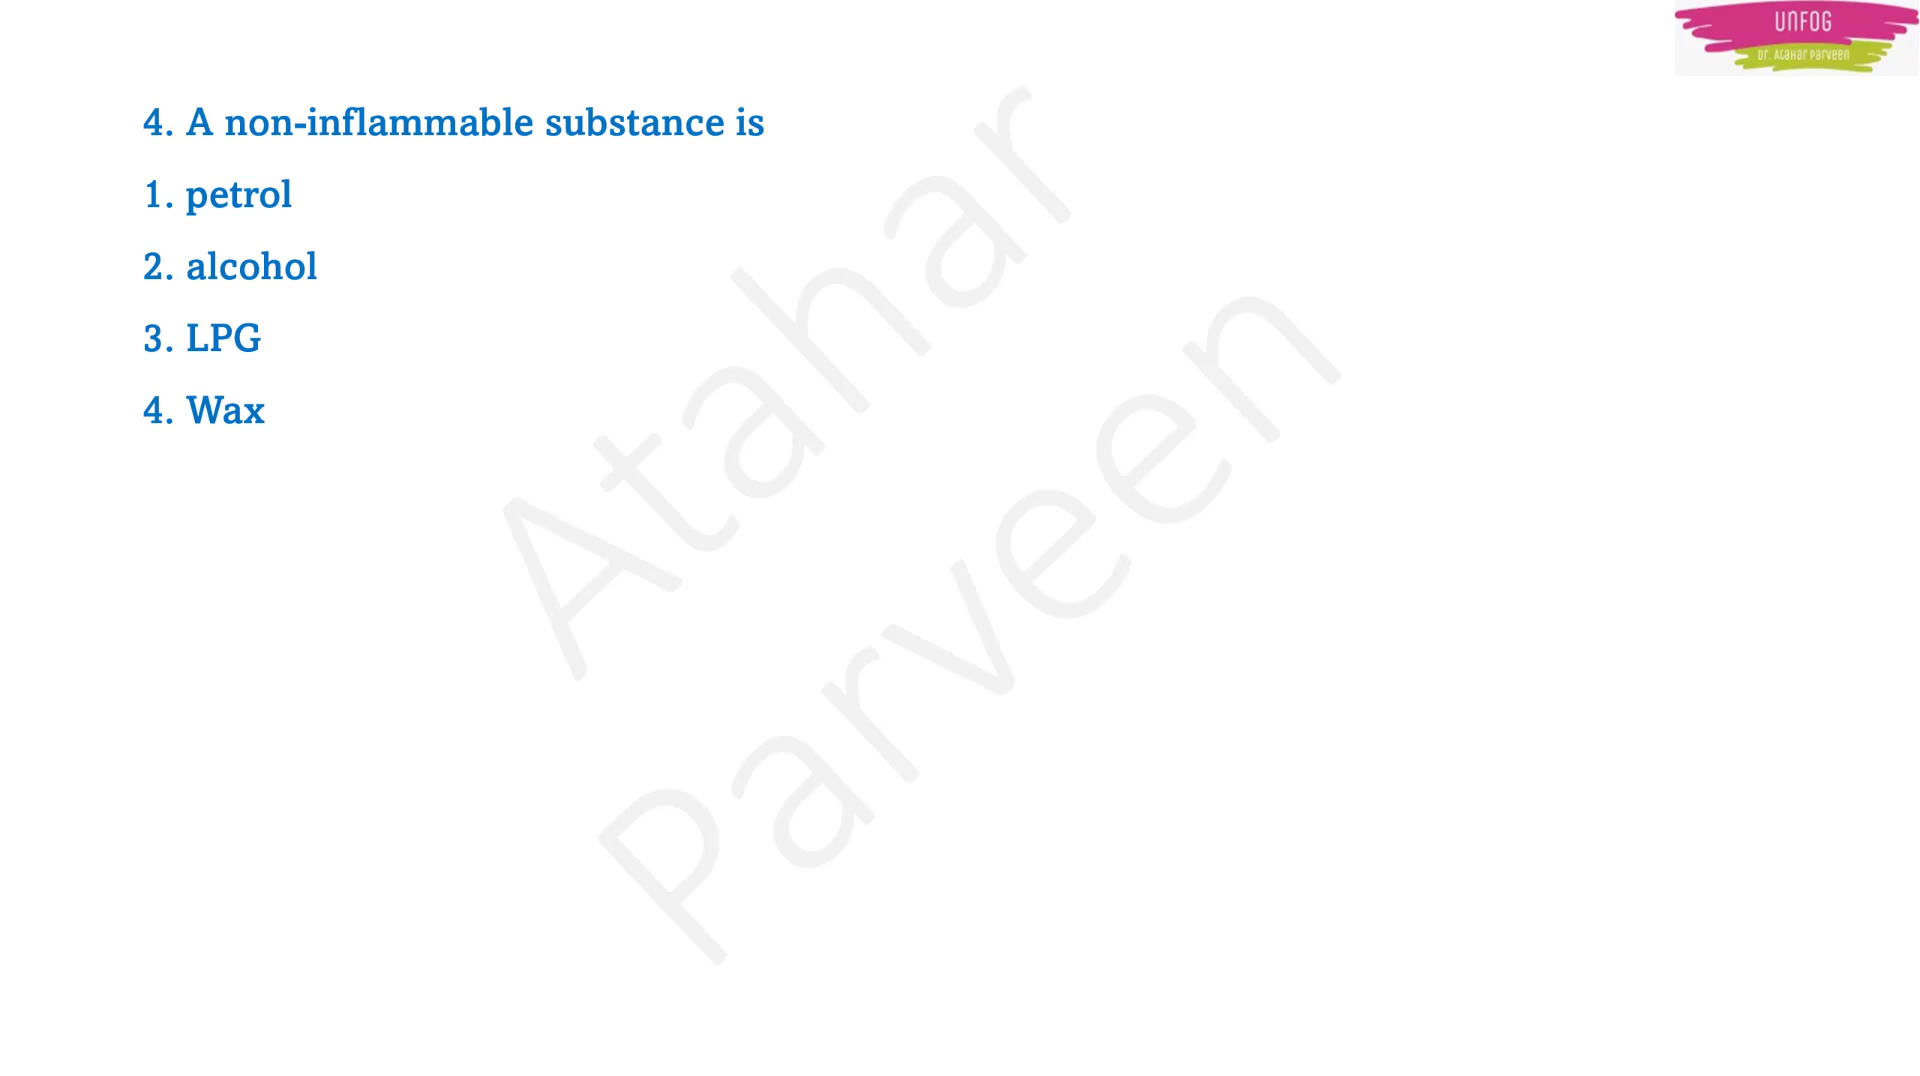 UNFOG
Dr. Atahar Parveen
4. A non-inflammable substance is
1. petrol
2. alcohol
3. LPG
4. Wax
Atahar
Parveen